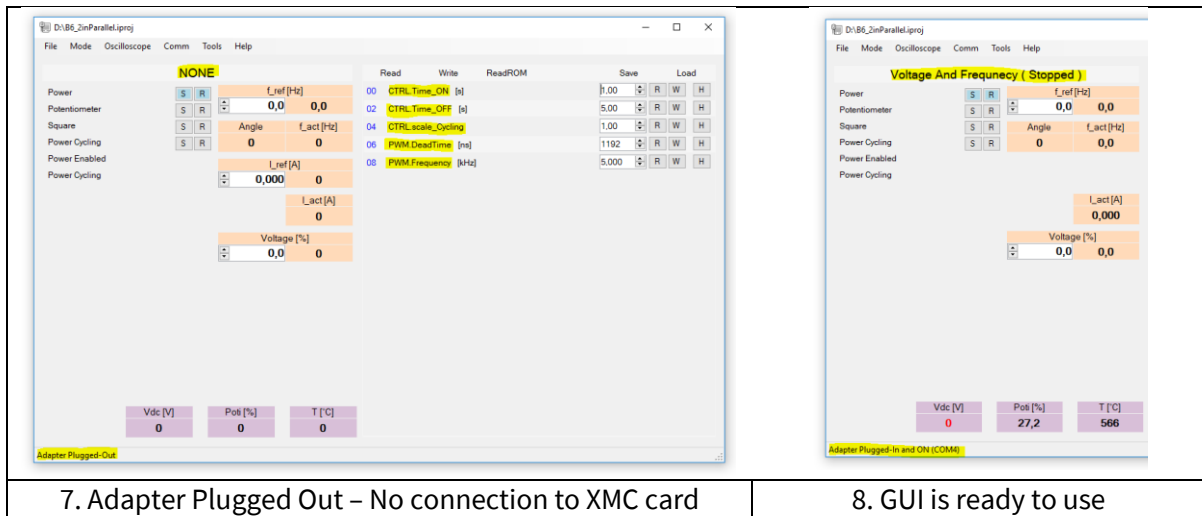 D:\B6_2inParallel.iproj
File Mode Oscilloscope Comm Tools Help
NONE
Read Write ReadROM Save Load
Power S R f_ref [Hz]
Potentiometer S R 0,0 0,0
Square S R Angle f_act [Hz]
Power Cycling S R 0 0
Power Enabled I_ref [A]
Power Cycling 0,000 0
I_act [A]
0
Voltage [%]
0,0 0
00 CTRL.Time_ON [s] 1,00 R W H
02 CTRL.Time_OFF [s] 5,00 R W H
04 CTRL.scale_Cycling 1,00 R W H
06 PWM.DeadTime [ns] 1192 R W H
08 PWM.Frequency [kHz] 5,000 R W H
Vdc [V] Poti [%] T [°C]
0 0 0
Adapter Plugged-Out
7. Adapter Plugged Out – No connection to XMC card
D:\B6_2inParallel.iproj
File Mode Oscilloscope Comm Tools Help
Voltage And Frequnecy ( Stopped )
Power S R f_ref [Hz]
Potentiometer S R 0,0 0,0
Square S R Angle f_act [Hz]
Power Cycling S R 0 0,0
Power Enabled
Power Cycling
I_act [A]
0,000
Voltage [%]
0,0 0,0
Vdc [V] Poti [%] T [°C]
0 27,2 566
Adapter Plugged-In and ON (COM4)
8. GUI is ready to use